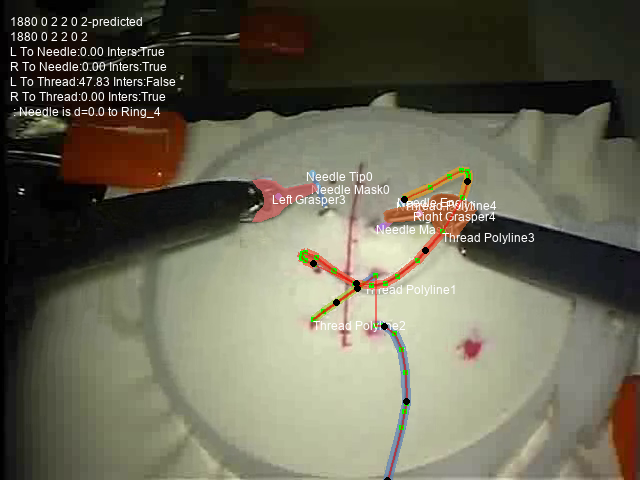 1880 0 2 2 0 2-predicted
1880 0 2 2 0 2
L To Needle:0.00 Inters:True
R To Needle:0.00 Inters:True
L To Thread:47.83 Inters:False
R To Thread:0.00 Inters:True
: Needle is d=0.0 to Ring_4
Needle Tip0
Needle Mask0
Left Grasper3
Thread Polyline4
Right Grasper4
Needle
Thread Polyline3
Thread Polyline1
Thread Polyline2